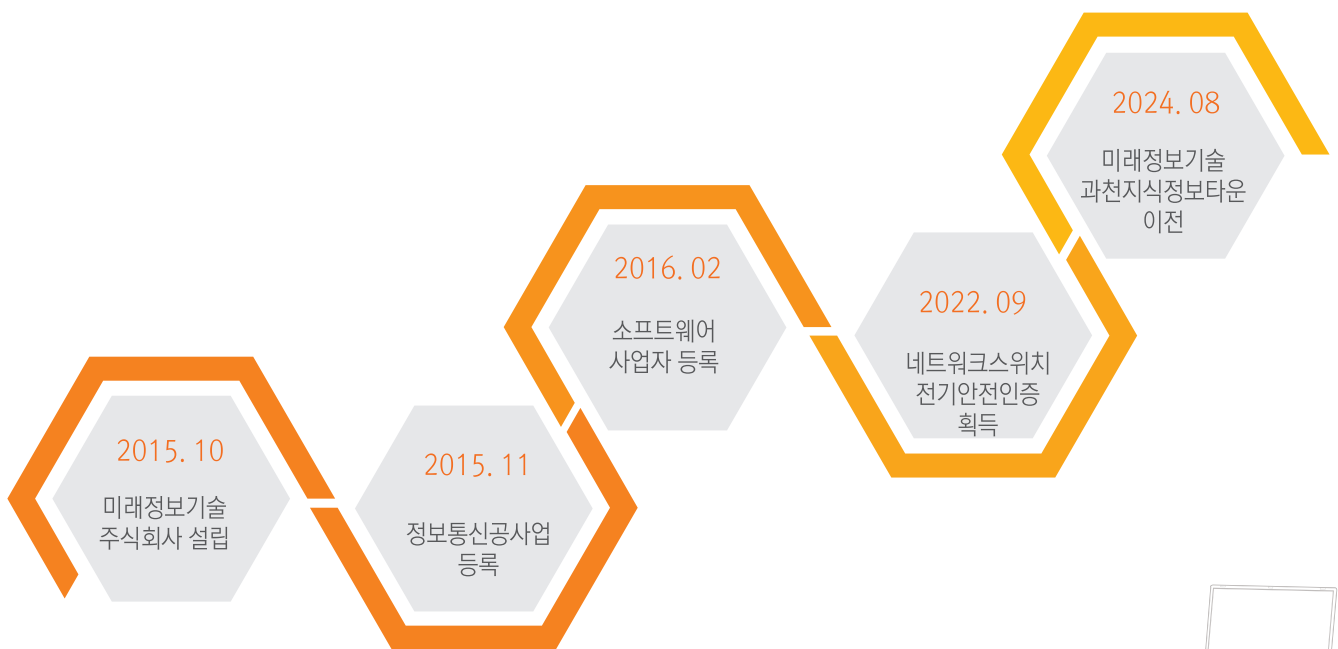 2015. 10
미래정보기술
주식회사 설립
2015. 11
정보통신공사업
등록
2016. 02
소프트웨어
사업자 등록
2022. 09
네트워크스위치
전기안전인증
획득
2024. 08
미래정보기술
과천지식정보타운
이전